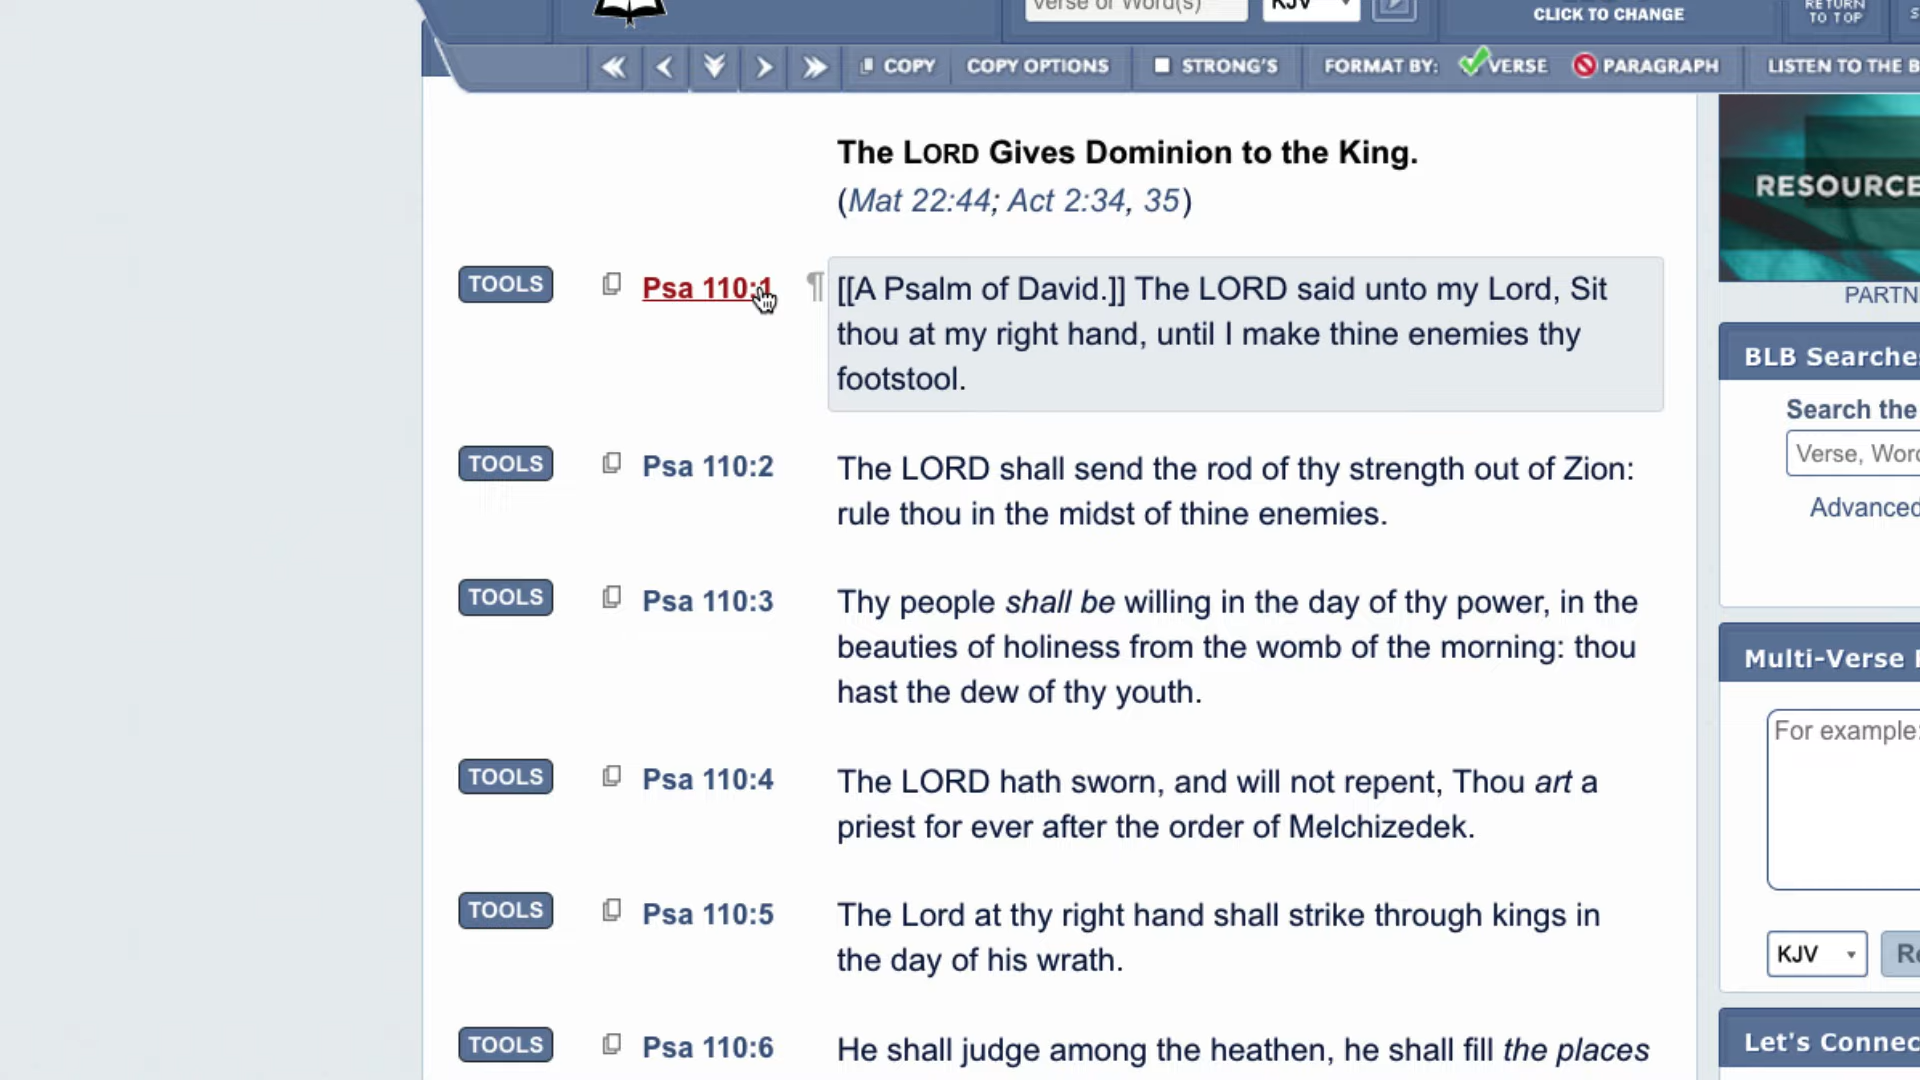 Verse or Word(s)
KJV
CLICK TO CHANGE
RETURN
TO TOP
COPY
COPY OPTIONS
STRONG'S
FORMAT BY:
VERSE
PARAGRAPH
LISTEN TO THE B
The LORD Gives Dominion to the King.
(Mat 22:44; Act 2:34, 35)
TOOLS
Psa 110:1
¶
[[A Psalm of David.]] The LORD said unto my Lord, Sit
thou at my right hand, until I make thine enemies thy
footstool.
TOOLS
Psa 110:2
The LORD shall send the rod of thy strength out of Zion:
rule thou in the midst of thine enemies.
TOOLS
Psa 110:3
Thy people shall be willing in the day of thy power, in the
beauties of holiness from the womb of the morning: thou
hast the dew of thy youth.
TOOLS
Psa 110:4
The LORD hath sworn, and will not repent, Thou art a
priest for ever after the order of Melchizedek.
TOOLS
Psa 110:5
The Lord at thy right hand shall strike through kings in
the day of his wrath.
TOOLS
Psa 110:6
He shall judge among the heathen, he shall fill the places
RESOURCE
PARTN
BLB Searches
Search the
Verse, Word
Advanced
Multi-Verse
For example:
KJV
Re
Let's Connec